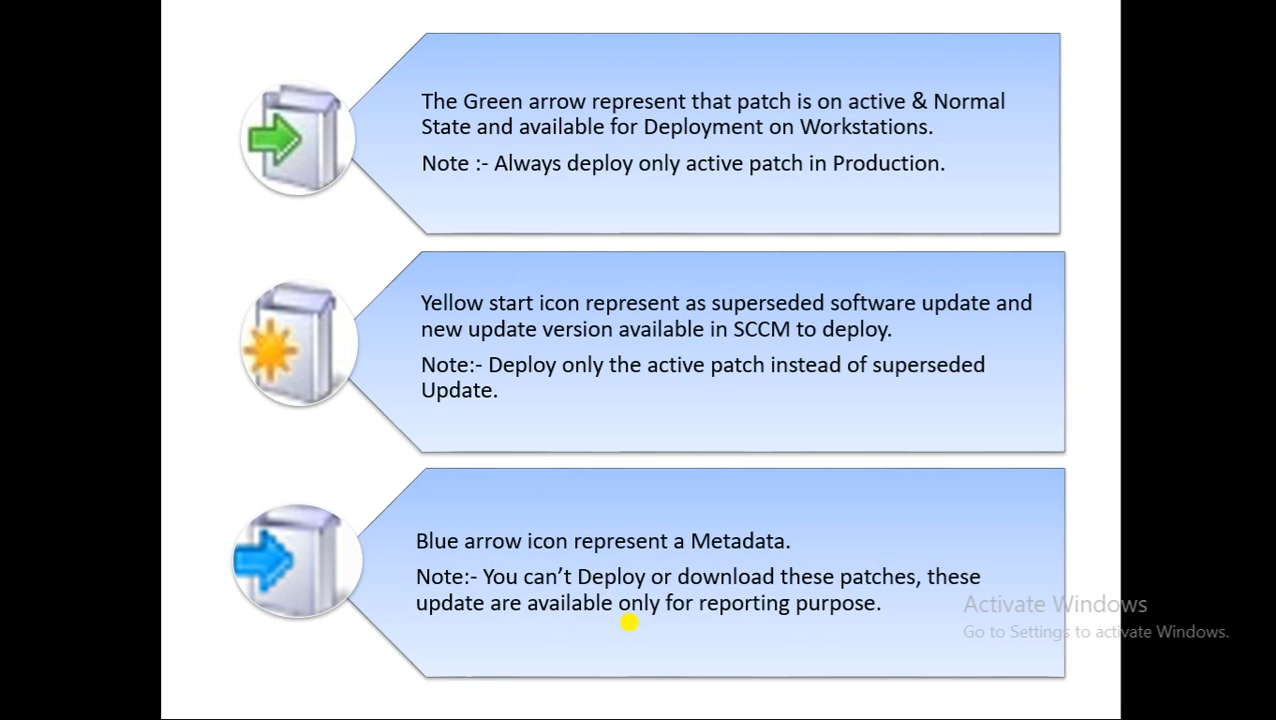 The Green arrow represent that patch is on active & Normal
State and available for Deployment on Workstations.
Note :- Always deploy only active patch in Production.
Yellow start icon represent as superseded software update and
new update version available in SCCM to deploy.
Note:- Deploy only the active patch instead of superseded
Update.
Blue arrow icon represent a Metadata.
Note:- You can’t Deploy or download these patches, these
update are available only for reporting purpose.
Activate Windows
Go to Settings to activate Windows.